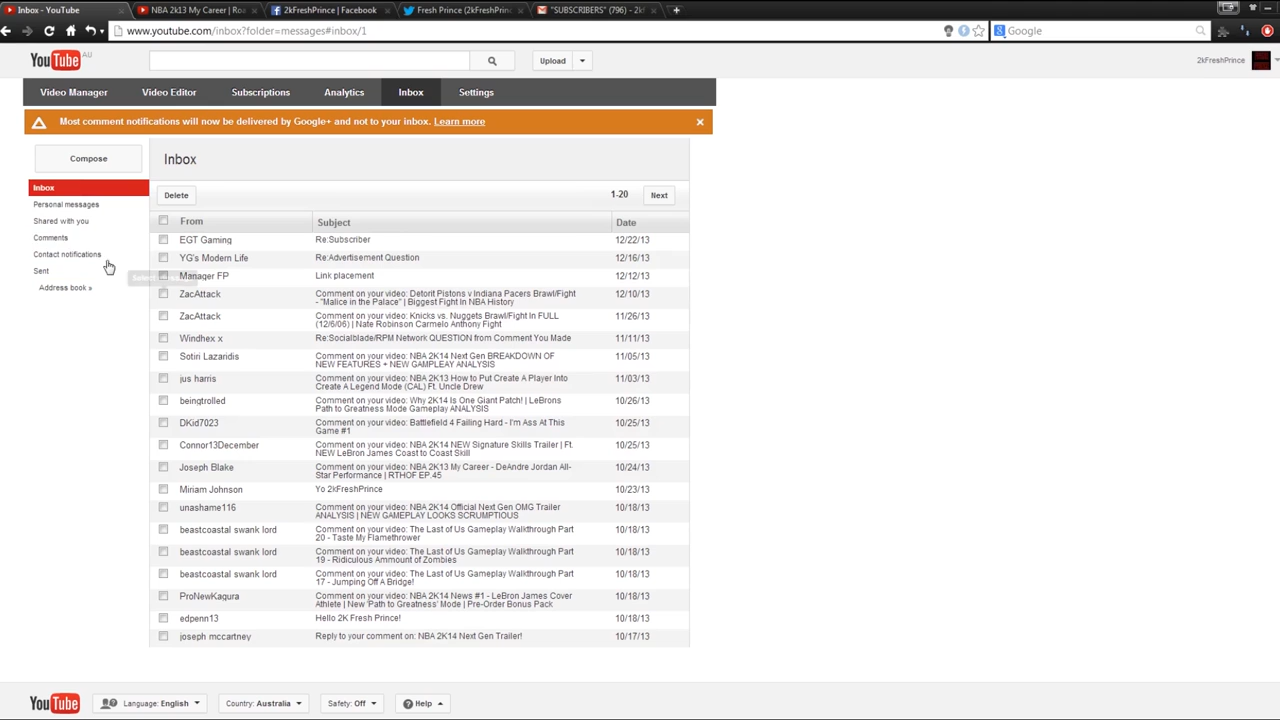 Inbox - YouTube
NBA 2k13 My Career | Roa
2kFreshPrince | Facebook
Fresh Prince (2kFreshPrinc
"SUBSCRIBERS" (796) - 2kf
www.youtube.com/inbox?folder=messages#inbox/1
Google
YouTube AU
Upload
2kFreshPrince
Video Manager
Video Editor
Subscriptions
Analytics
Inbox
Settings
Most comment notifications will now be delivered by Google+ and not to your inbox. Learn more
Compose
Inbox
Personal messages
Shared with you
Comments
Contact notifications
Sent
Address book »
Inbox
Delete
1-20
Next
From Subject Date
EGT Gaming Re:Subscriber 12/22/13
YG's Modern Life Re:Advertisement Question 12/16/13
Manager FP Link placement 12/12/13
ZacAttack Comment on your video: Detorit Pistons v Indiana Pacers Brawl/Fight 12/10/13
- "Malice in the Palace" | Biggest Fight In NBA History
ZacAttack Comment on your video: Knicks vs. Nuggets Brawl/Fight In FULL 11/26/13
(12/6/06) | Nate Robinson Carmelo Anthony Fight
Windhex x Re:Socialblade/RPM Network QUESTION from Comment You Made 11/11/13
Sotiri Lazaridis Comment on your video: NBA 2K14 Next Gen BREAKDOWN OF 11/05/13
NEW FEATURES + NEW GAMPLEAY ANALYSIS
jus harris Comment on your video: NBA 2K13 How to Put Create A Player Into 11/03/13
Create A Legend Mode (CAL) Ft. Uncle Drew
beingtrolled Comment on your video: Why 2K14 Is One Giant Patch! | LeBrons 10/26/13
Path to Greatness Mode Gameplay ANALYSIS
DKid7023 Comment on your video: Battlefield 4 Failing Hard - I'm Ass At This 10/25/13
Game #1
Connor13December Comment on your video: NBA 2K14 NEW Signature Skills Trailer | Ft. 10/25/13
NEW LeBron James Coast to Coast Skill
Joseph Blake Comment on your video: NBA 2K13 My Career - DeAndre Jordan All- 10/24/13
Star Performance | RTHOF EP.45
Miriam Johnson Yo 2kFreshPrince 10/23/13
unashame116 Comment on your video: NBA 2K14 Official Next Gen OMG Trailer 10/18/13
ANALYSIS | NEW GAMEPLAY LOOKS SCRUMPTIOUS
beastcoastal swank lord Comment on your video: The Last of Us Gameplay Walkthrough Part 10/18/13
20 - Taste My Flamethrower
beastcoastal swank lord Comment on your video: The Last of Us Gameplay Walkthrough Part 10/18/13
19 - Ridiculous Ammount of Zombies
beastcoastal swank lord Comment on your video: The Last of Us Gameplay Walkthrough Part 10/18/13
17 - Jumping Off A Bridge!
ProNewKagura Comment on your video: NBA 2K14 News #1 - LeBron James Cover 10/18/13
Athlete | New 'Path to Greatness' Mode | Pre-Order Bonus Pack
edpenn13 Hello 2K Fresh Prince! 10/18/13
joseph mccartney Reply to your comment on: NBA 2K14 Next Gen Trailer! 10/17/13
YouTube
Language: English
Country: Australia
Safety: Off
Help